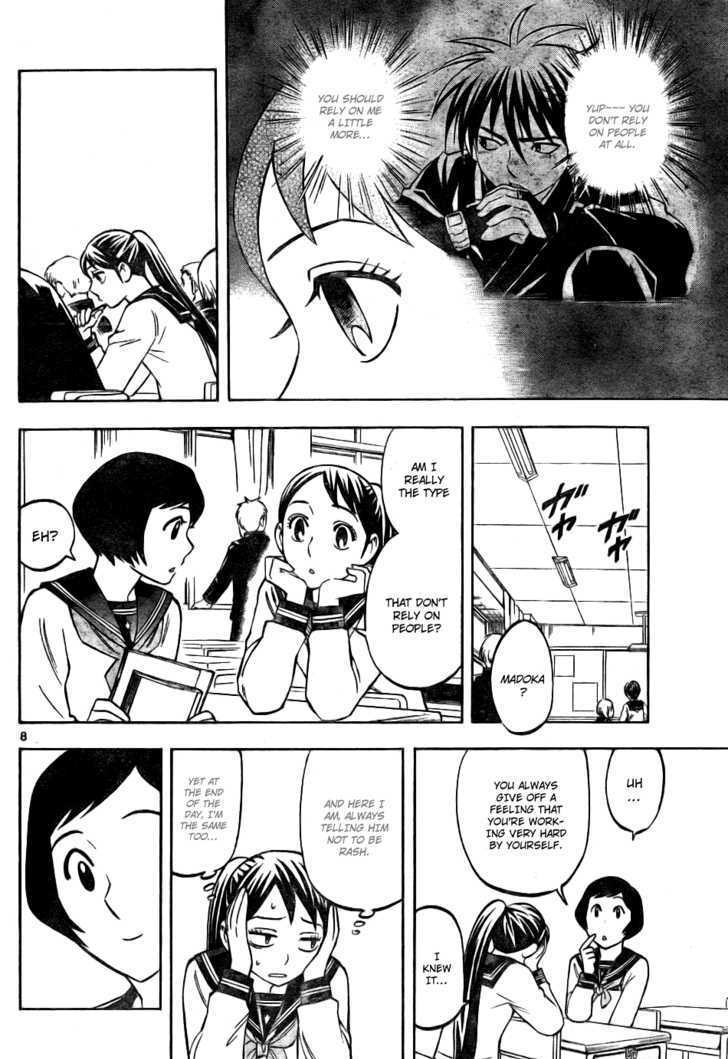 YUP~~~ YOU
DON'T RELY
ON PEOPLE
AT ALL.
YOU SHOULD
RELY ON ME
A LITTLE
MORE...
ガヤ
ガヤ
MADOKA
?
AM I
REALLY
THE TYPE
THAT DON'T
RELY ON
PEOPLE?
EH?
8
UH
...
YOU ALWAYS
GIVE OFF A
FEELING THAT
YOU'RE WORK-
ING VERY HARD
BY YOURSELF.
I
KNEW
IT...
AND HERE I
AM, ALWAYS
TELLING HIM
NOT TO BE
RASH.
YET AT
THE END
OF THE
DAY, I'M
THE SAME
TOO...